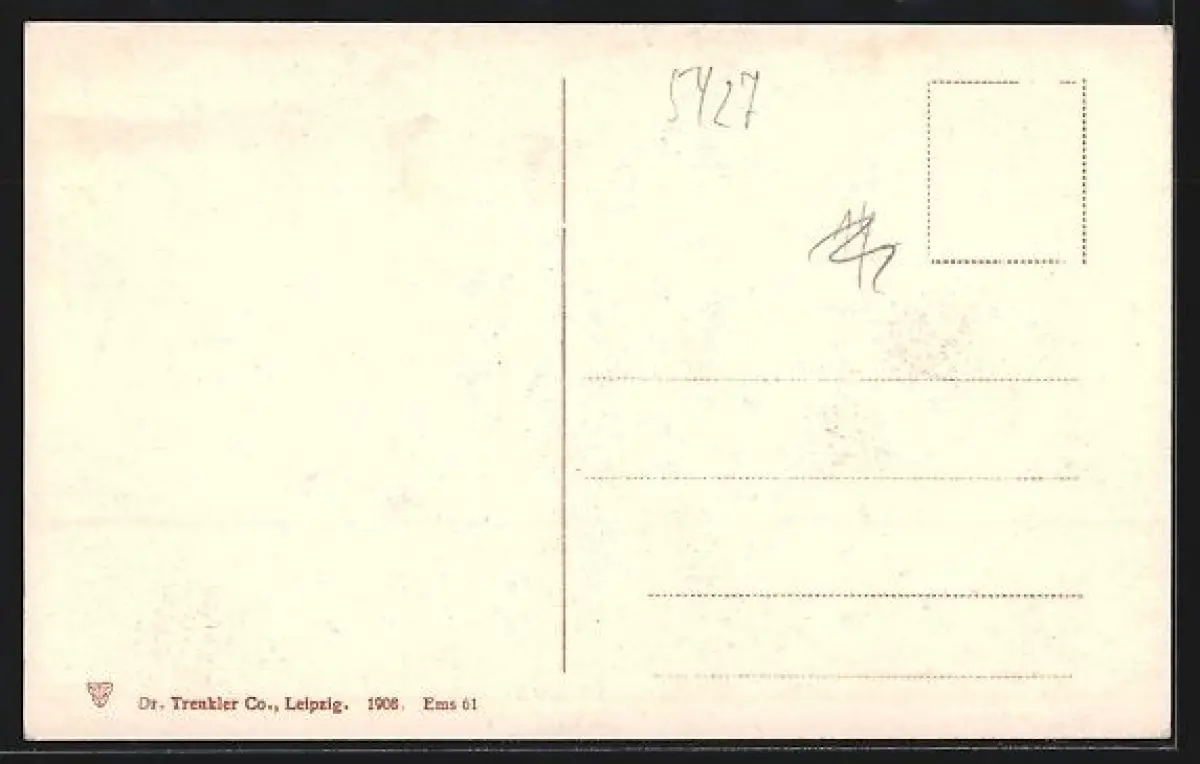 5427
Dr. Trenkler Co., Leipzig. 1908. Ems 61